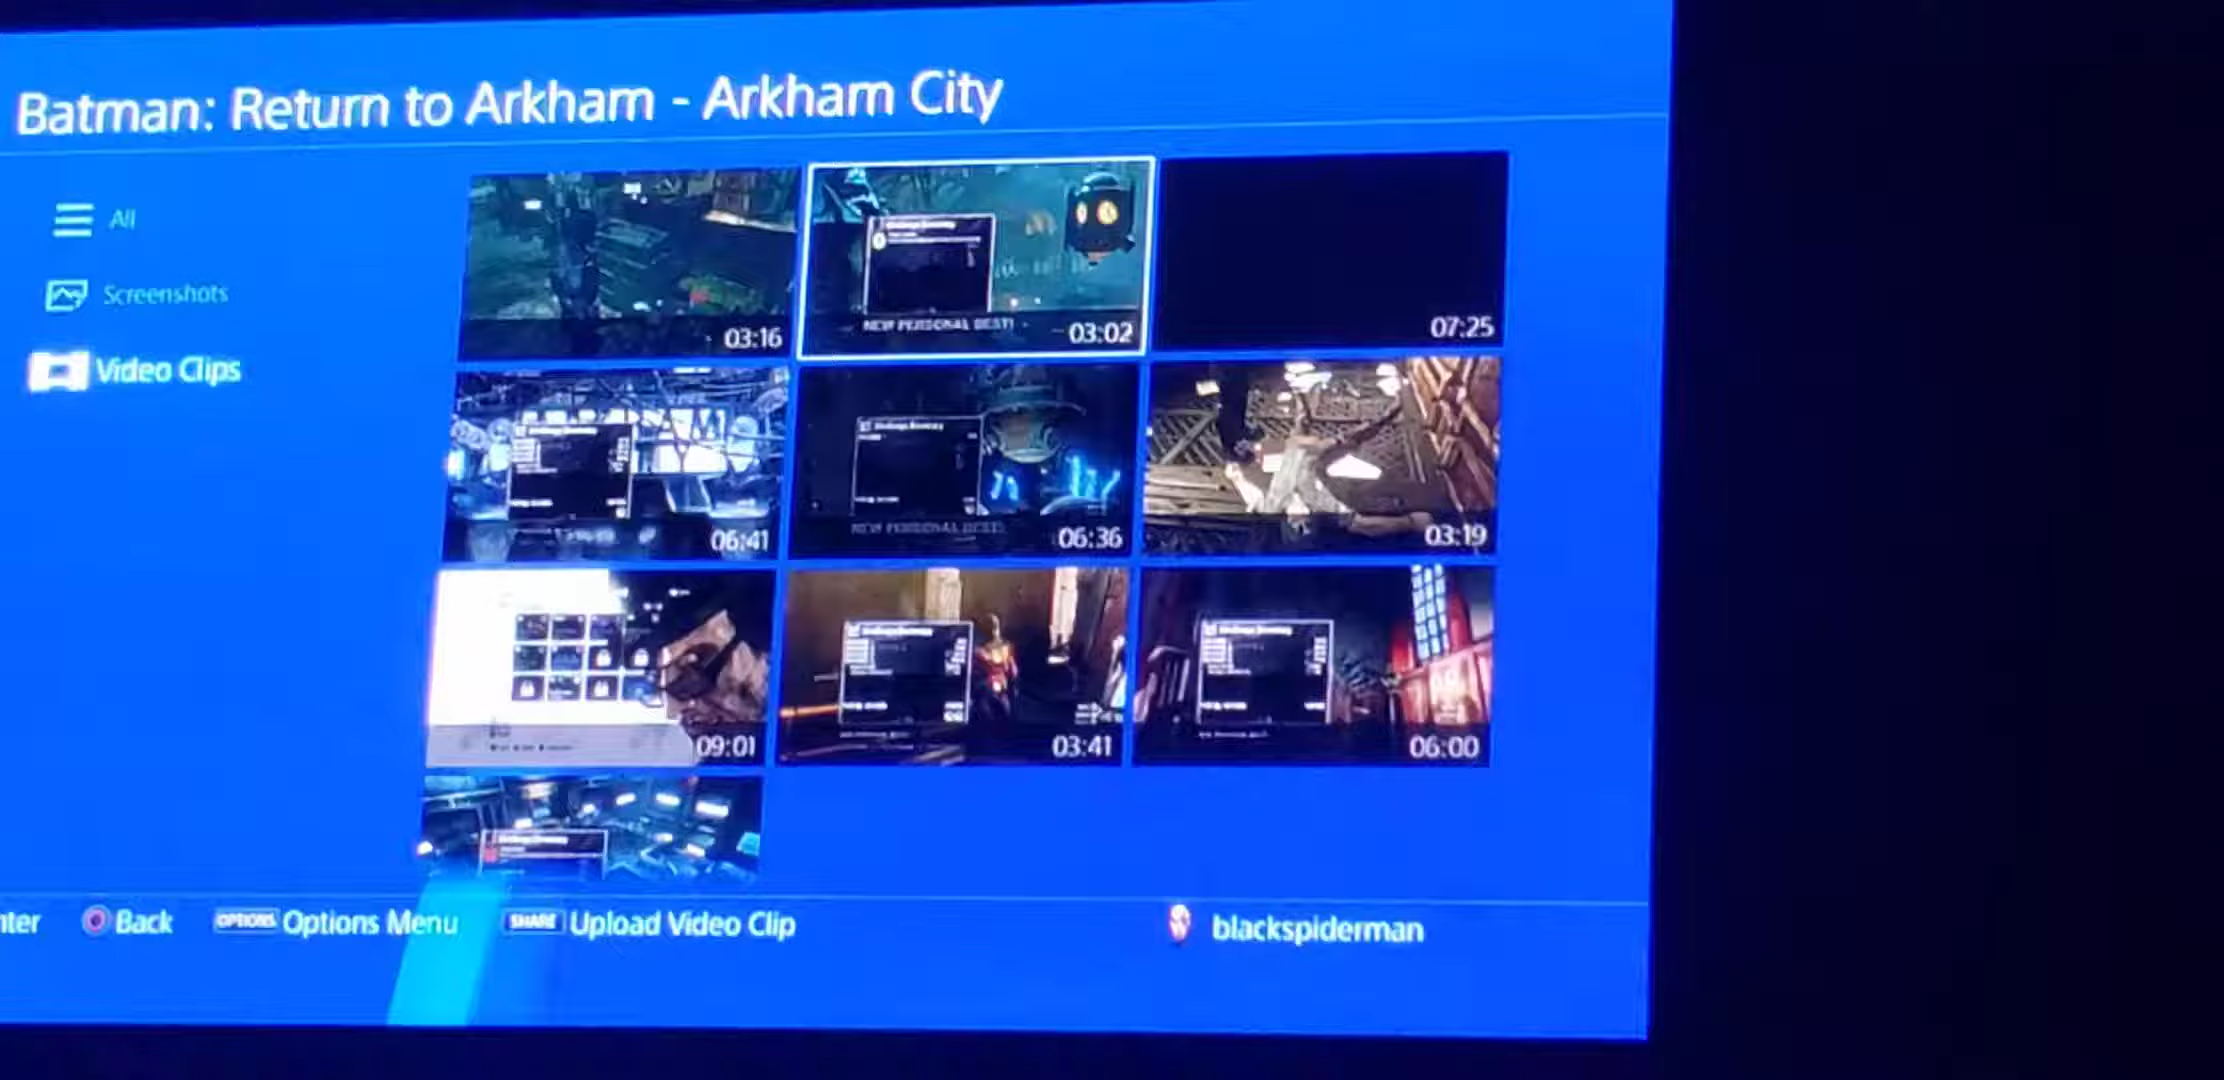 Batman: Return to Arkham - Arkham City
All
Screenshots
Video Clips
03:16
NEW PERSONAL BEST!
03:02
07:25
06:41
NEW PERSONAL BEST!
06:36
03:19
09:01
03:41
06:00
Back
OPTIONS Options Menu
SHARE Upload Video Clip
blackspiderman